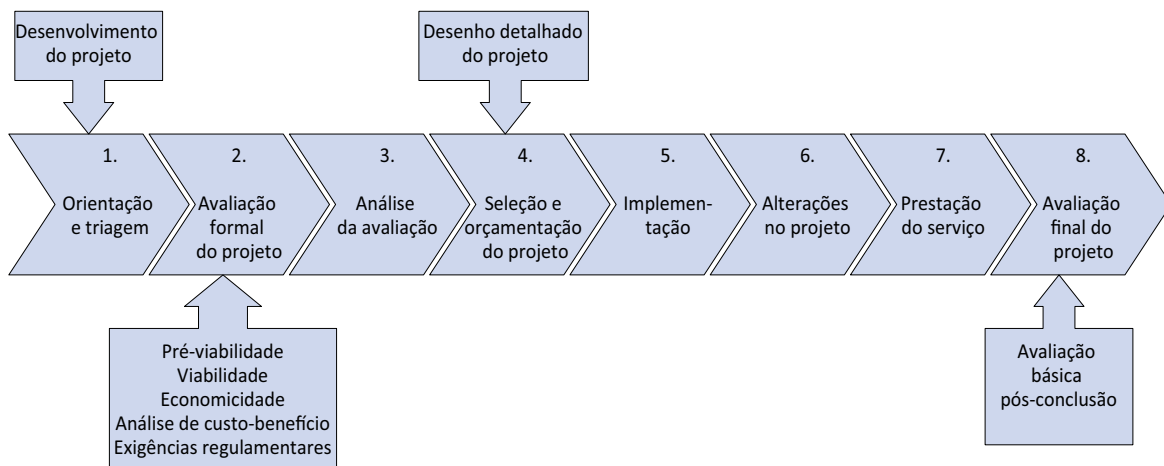 Desenvolvimento
do projeto
Desenho detalhado
do projeto
1.
Orientação
e triagem
2.
Avaliação
formal
do projeto
3.
Análise
da avaliação
4.
Seleção e
orçamentação
do projeto
5.
Implemen-
tação
6.
Alterações
no projeto
7.
Prestação
do serviço
8.
Avaliação
final do
projeto
Pré-viabilidade
Viabilidade
Economicidade
Análise de custo-benefício
Exigências regulamentares
Avaliação
básica
pós-conclusão